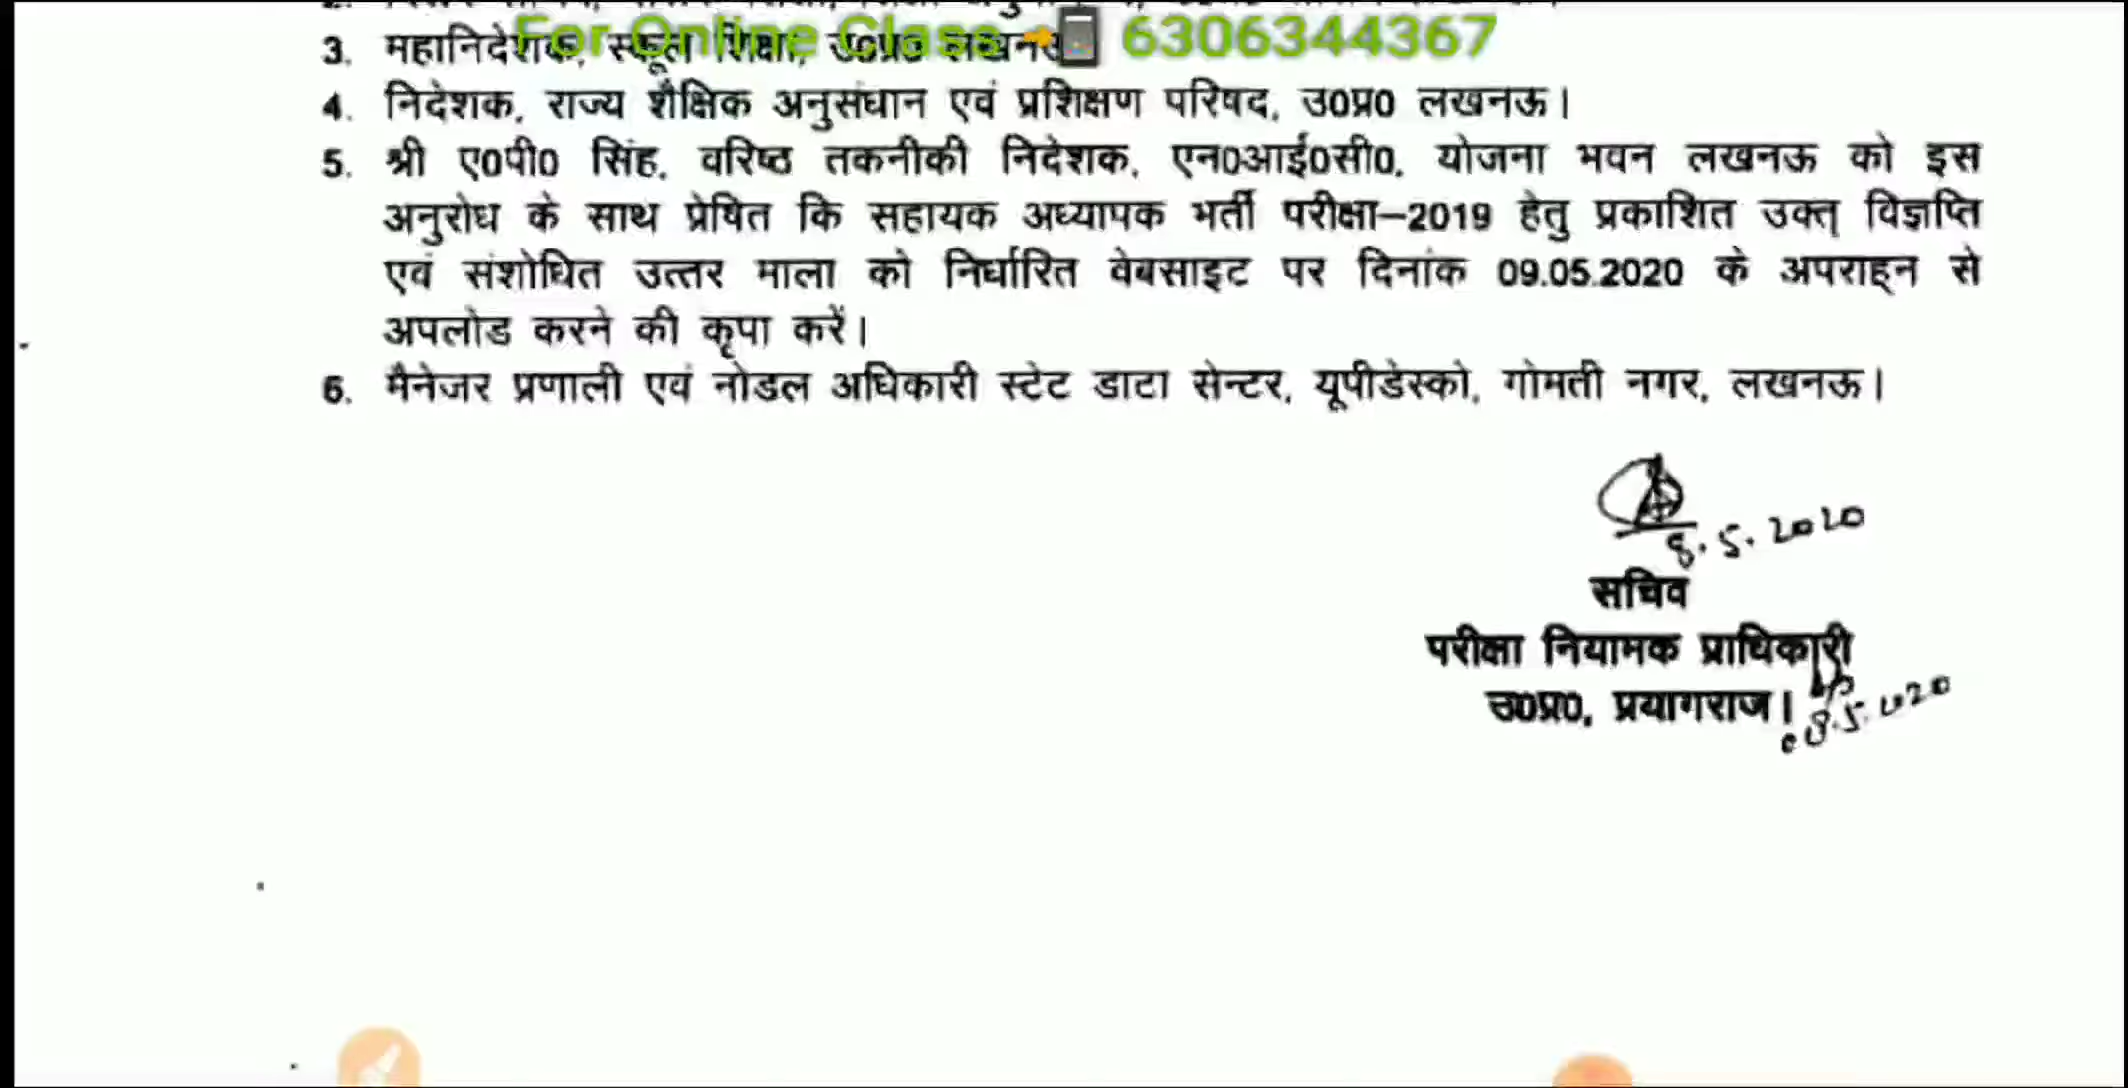 For Online Class 6306344367
3. महानिदेशक, स्कूल शिक्षा, उ0प्र0 लखनऊ
4. निदेशक, राज्य शैक्षिक अनुसंधान एवं प्रशिक्षण परिषद, उ0प्र0 लखनऊ।
5. श्री ए0पी0 सिंह, वरिष्ठ तकनीकी निदेशक, एन0आई0सी0, योजना भवन लखनऊ को इस
अनुरोध के साथ प्रेषित कि सहायक अध्यापक भर्ती परीक्षा-2019 हेतु प्रकाशित उक्त् विज्ञप्ति
एवं संशोधित उत्तर माला को निर्धारित वेबसाइट पर दिनांक 09.05.2020 के अपराह्न से
अपलोड करने की कृपा करें।
6. मैनेजर प्रणाली एवं नोडल अधिकारी स्टेट डाटा सेन्टर, यूपीडेस्को, गोमती नगर, लखनऊ।
8.5.2020
सचिव
परीक्षा नियामक प्राधिकारी
उ0प्र0, प्रयागराज।
08.5.2020